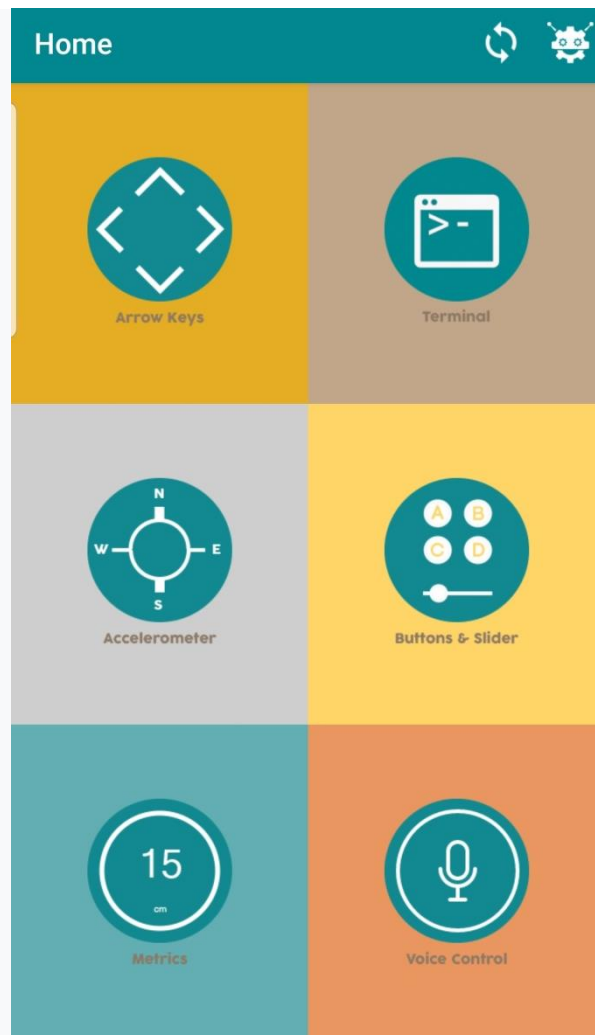 Home
>-
Arrow Keys
Terminal
N
W E
S
A B
C D
Accelerometer
Buttons & Slider
15
cm
Metrics
Voice Control